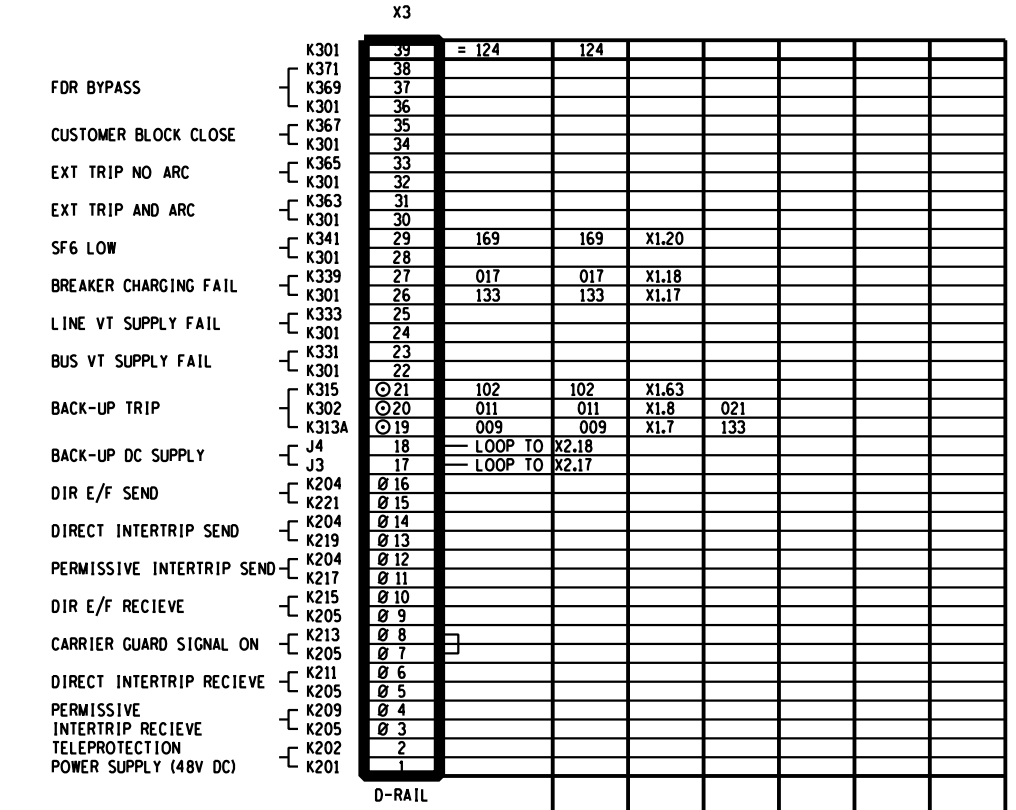 X3
K301 39 = 124 124
K371 38
FDR BYPASS K369 37
K301 36
K367 35
CUSTOMER BLOCK CLOSE
K301 34
K365 33
EXT TRIP NO ARC
K301 32
K363 31
EXT TRIP AND ARC
K301 30
K341 29 169 169 X1.20
SF6 LOW
K301 28
K339 27 017 017 X1.18
BREAKER CHARGING FAIL
K301 26 133 133 X1.17
K333 25
LINE VT SUPPLY FAIL
K301 24
K331 23
BUS VT SUPPLY FAIL
K301 22
K315 ⊙21 102 102 X1.63
BACK-UP TRIP K302 ⊙20 011 011 X1.8 021
K313A ⊙19 009 009 X1.7 133
J4 18 LOOP TO X2.18
BACK-UP DC SUPPLY
J3 17 LOOP TO X2.17
K204 Ø 16
DIR E/F SEND
K221 Ø 15
K204 Ø 14
DIRECT INTERTRIP SEND
K219 Ø 13
K204 Ø 12
PERMISSIVE INTERTRIP SEND
K217 Ø 11
K215 Ø 10
DIR E/F RECIEVE
K205 Ø 9
K213 Ø 8
CARRIER GUARD SIGNAL ON
K205 Ø 7
K211 Ø 6
DIRECT INTERTRIP RECIEVE
K205 Ø 5
PERMISSIVE K209 Ø 4
INTERTRIP RECIEVE K205 Ø 3
TELEPROTECTION K202 2
POWER SUPPLY (48V DC) K201 1
D-RAIL